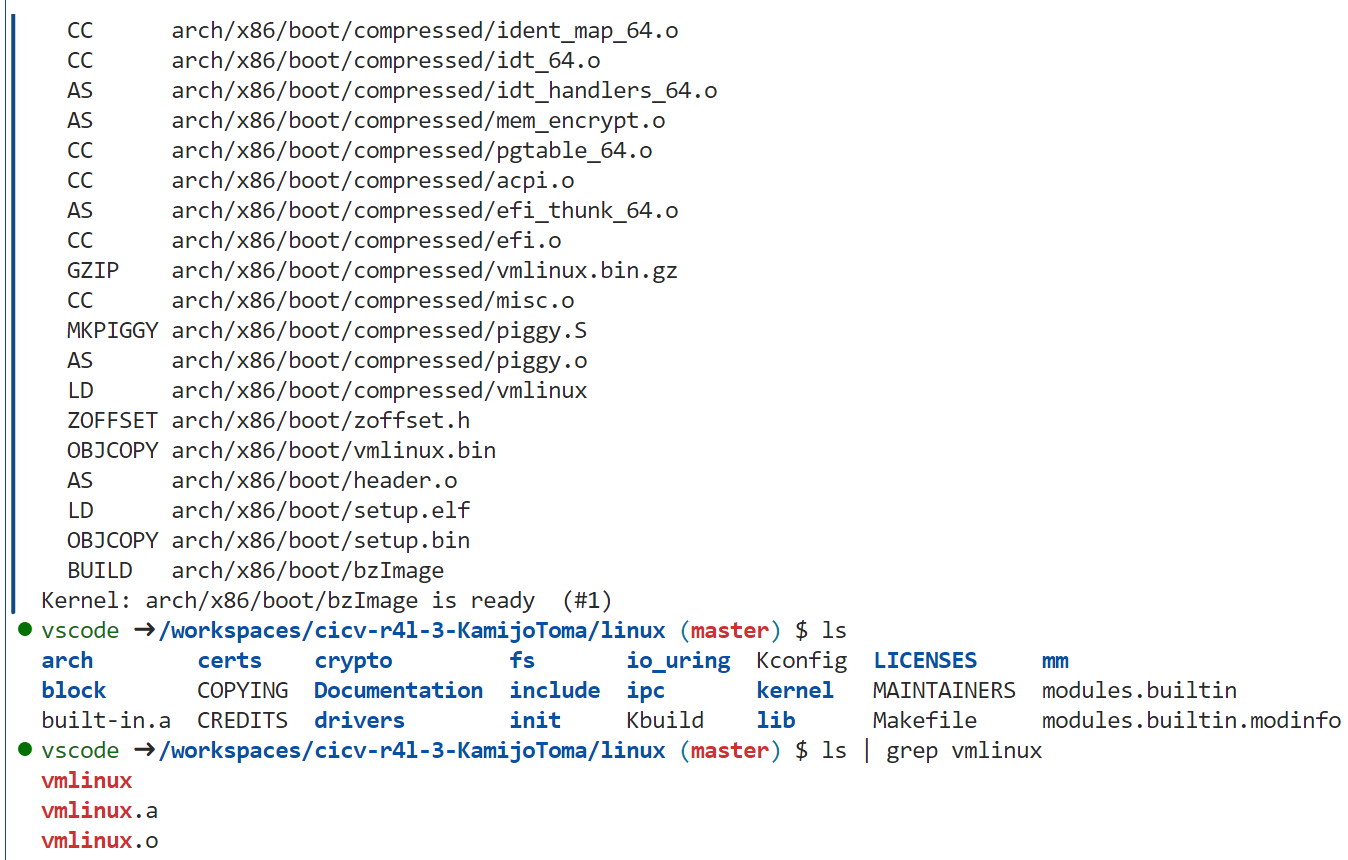 CC      arch/x86/boot/compressed/ident_map_64.o
CC      arch/x86/boot/compressed/idt_64.o
AS      arch/x86/boot/compressed/idt_handlers_64.o
AS      arch/x86/boot/compressed/mem_encrypt.o
CC      arch/x86/boot/compressed/pgtable_64.o
CC      arch/x86/boot/compressed/acpi.o
AS      arch/x86/boot/compressed/efi_thunk_64.o
CC      arch/x86/boot/compressed/efi.o
GZIP    arch/x86/boot/compressed/vmlinux.bin.gz
CC      arch/x86/boot/compressed/misc.o
MKPIGGY arch/x86/boot/compressed/piggy.S
AS      arch/x86/boot/compressed/piggy.o
LD      arch/x86/boot/compressed/vmlinux
ZOFFSET arch/x86/boot/zoffset.h
OBJCOPY arch/x86/boot/vmlinux.bin
AS      arch/x86/boot/header.o
LD      arch/x86/boot/setup.elf
OBJCOPY arch/x86/boot/setup.bin
BUILD   arch/x86/boot/bzImage
Kernel: arch/x86/boot/bzImage is ready  (#1)
vscode ➜/workspaces/cicv-r4l-3-KamijoToma/linux (master) $ ls
arch        certs    crypto         fs       io_uring  Kconfig  LICENSES     mm
block       COPYING  Documentation  include  ipc       kernel   MAINTAINERS  modules.builtin
built-in.a  CREDITS  drivers        init     Kbuild    lib      Makefile     modules.builtin.modinfo
vscode ➜/workspaces/cicv-r4l-3-KamijoToma/linux (master) $ ls | grep vmlinux
vmlinux
vmlinux.a
vmlinux.o